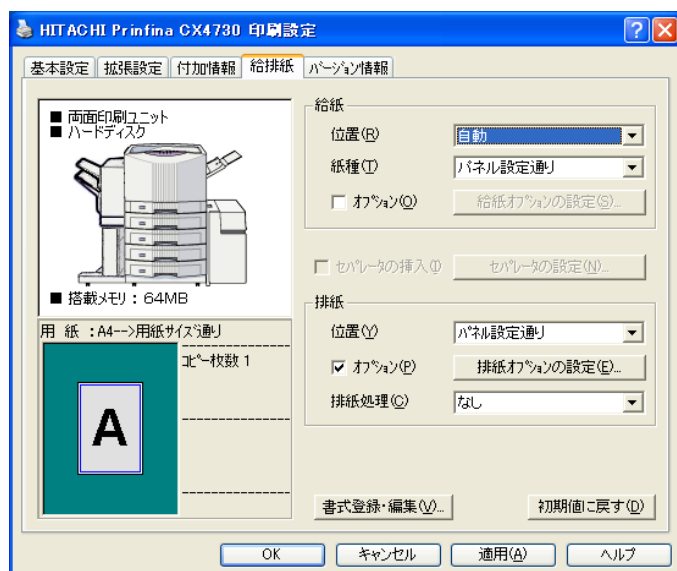 HITACHI Prinfina CX4730 印刷設定
基本設定 拡張設定 付加情報 給排紙 バージョン情報
■ 両面印刷ユニット
■ ハードディスク
■ 搭載メモリ：64MB
用 紙 ：A4-->用紙サイズ通り
コピー枚数 1
A
給紙
位置(R) 自動
紙種(T) パネル設定通り
オプション(O) 給紙オプションの設定(S)...
セパレータの挿入(I) セパレータの設定(N)...
排紙
位置(Y) パネル設定通り
オプション(P) 排紙オプションの設定(E)...
排紙処理(C) なし
書式登録・編集(V)... 初期値に戻す(D)
OK キャンセル 適用(A) ヘルプ